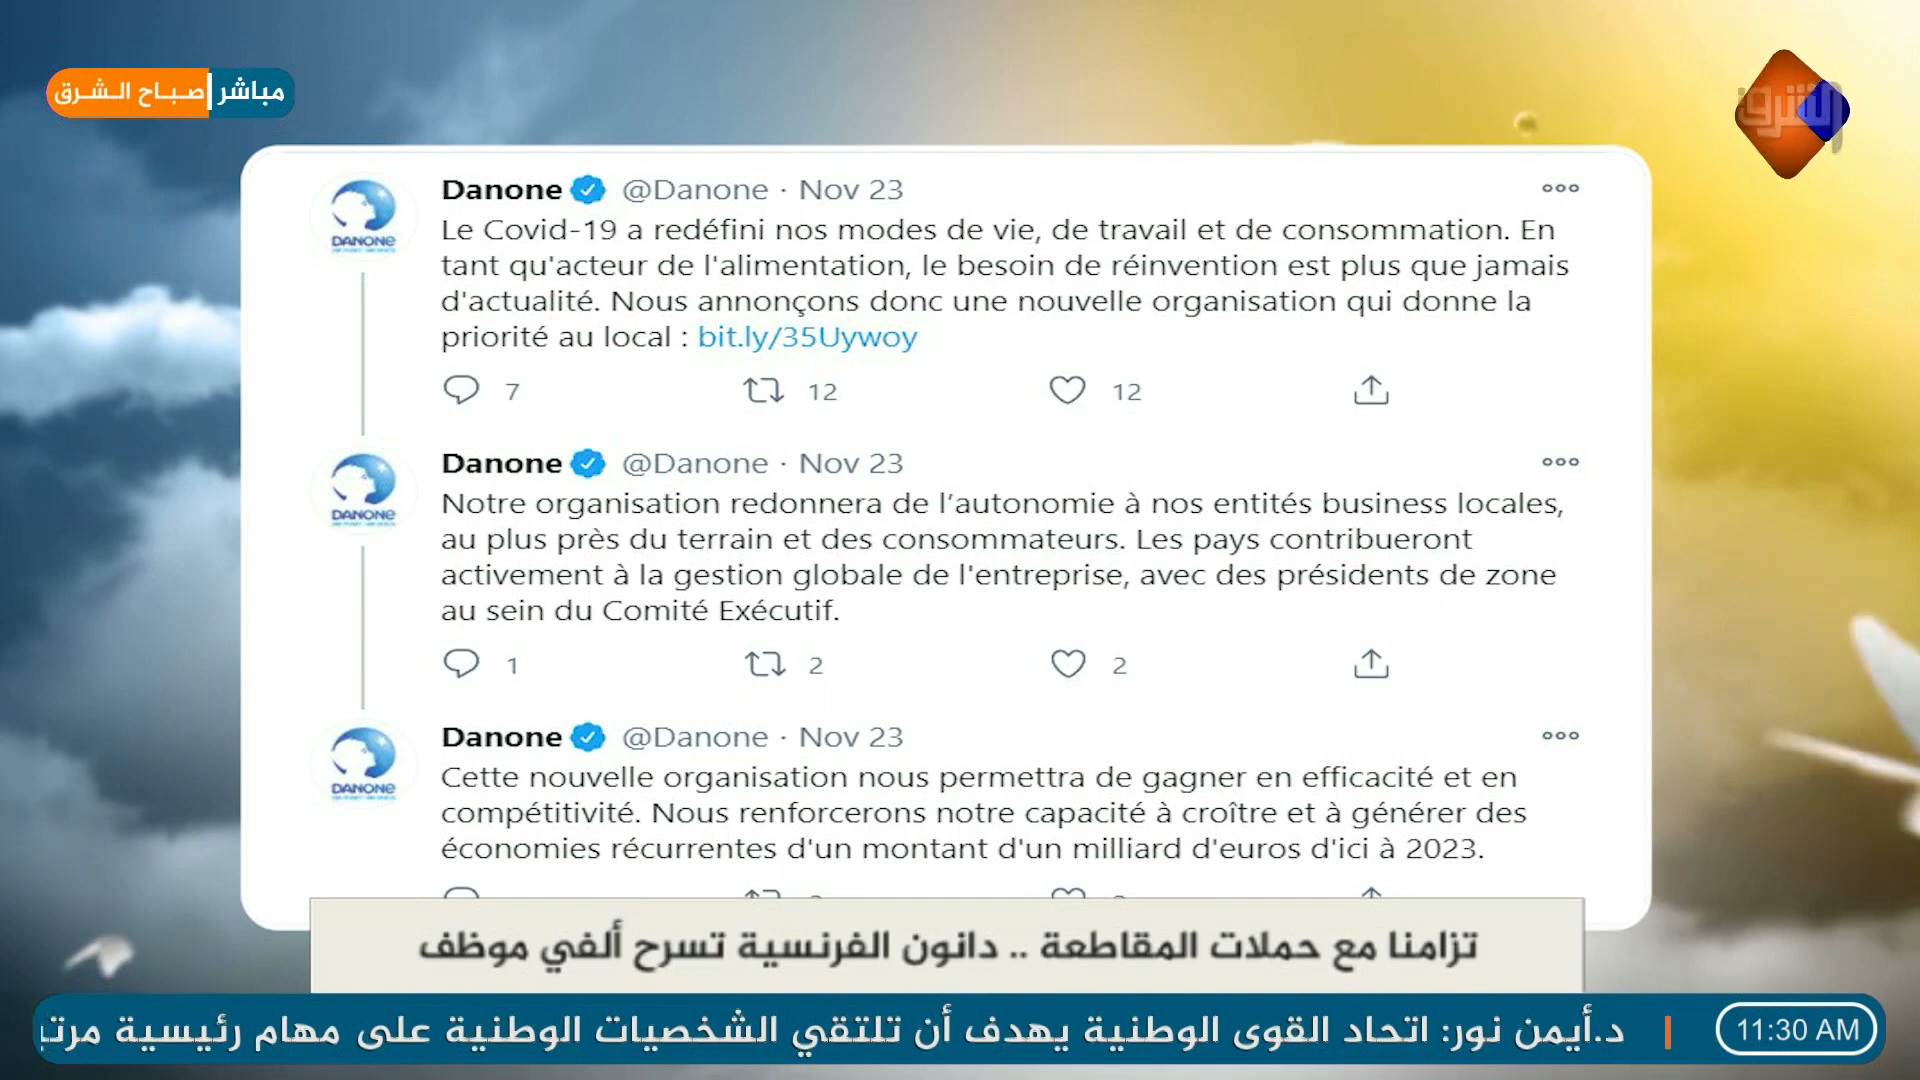 صباح الشرق
مباشر
الشرق
Danone @Danone · Nov 23
Le Covid-19 a redéfini nos modes de vie, de travail et de consommation. En
tant qu'acteur de l'alimentation, le besoin de réinvention est plus que jamais
d'actualité. Nous annonçons donc une nouvelle organisation qui donne la
priorité au local : bit.ly/35Uywoy
7 12 12
DANONE
Danone @Danone · Nov 23
Notre organisation redonnera de l’autonomie à nos entités business locales,
au plus près du terrain et des consommateurs. Les pays contribueront
activement à la gestion globale de l'entreprise, avec des présidents de zone
au sein du Comité Exécutif.
1 2 2
DANONE
Danone @Danone · Nov 23
Cette nouvelle organisation nous permettra de gagner en efficacité et en
compétitivité. Nous renforcerons notre capacité à croître et à générer des
économies récurrentes d'un montant d'un milliard d'euros d'ici à 2023.
DANONE
تزامنا مع حملات المقاطعة .. دانون الفرنسية تسرح ألفي موظف
د.أيمن نور: اتحاد القوى الوطنية يهدف أن تلتقي الشخصيات الوطنية على مهام رئيسية
11:30 AM